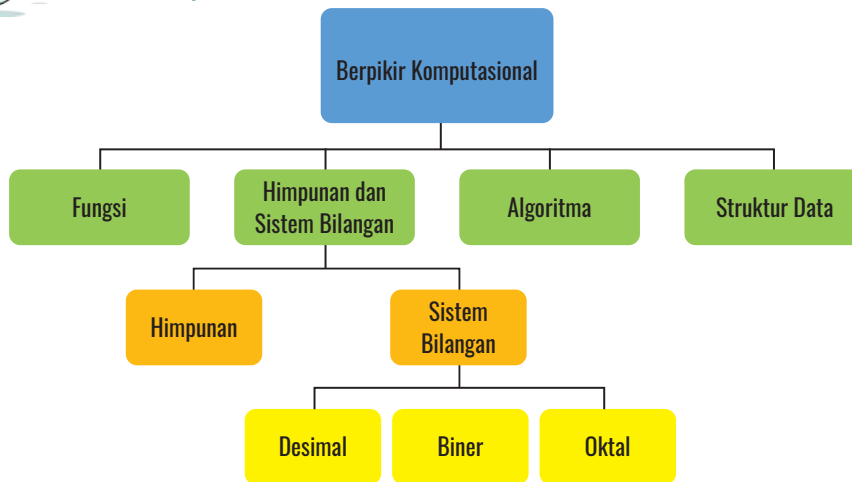 Berpikir Komputasional
Fungsi
Himpunan dan
Sistem Bilangan
Algoritma
Struktur Data
Himpunan
Sistem
Bilangan
Desimal
Biner
Oktal